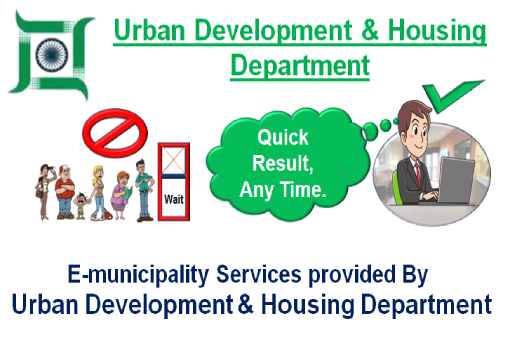 Urban Development & Housing
Department
Quick
Result,
Any Time.
Wait
E-municipality Services provided By
Urban Development & Housing Department